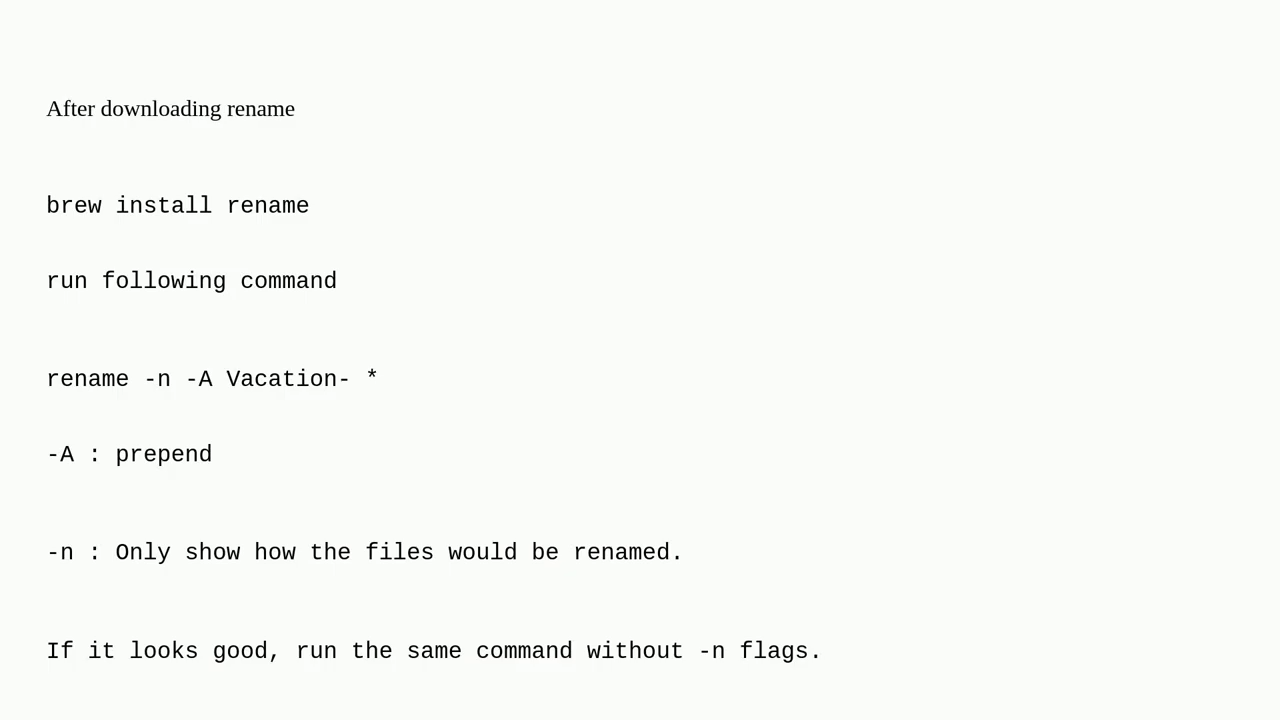 After downloading rename
brew install rename
run following command
rename -n -A Vacation- *
-A : prepend
-n : Only show how the files would be renamed.
If it looks good, run the same command without -n flags.